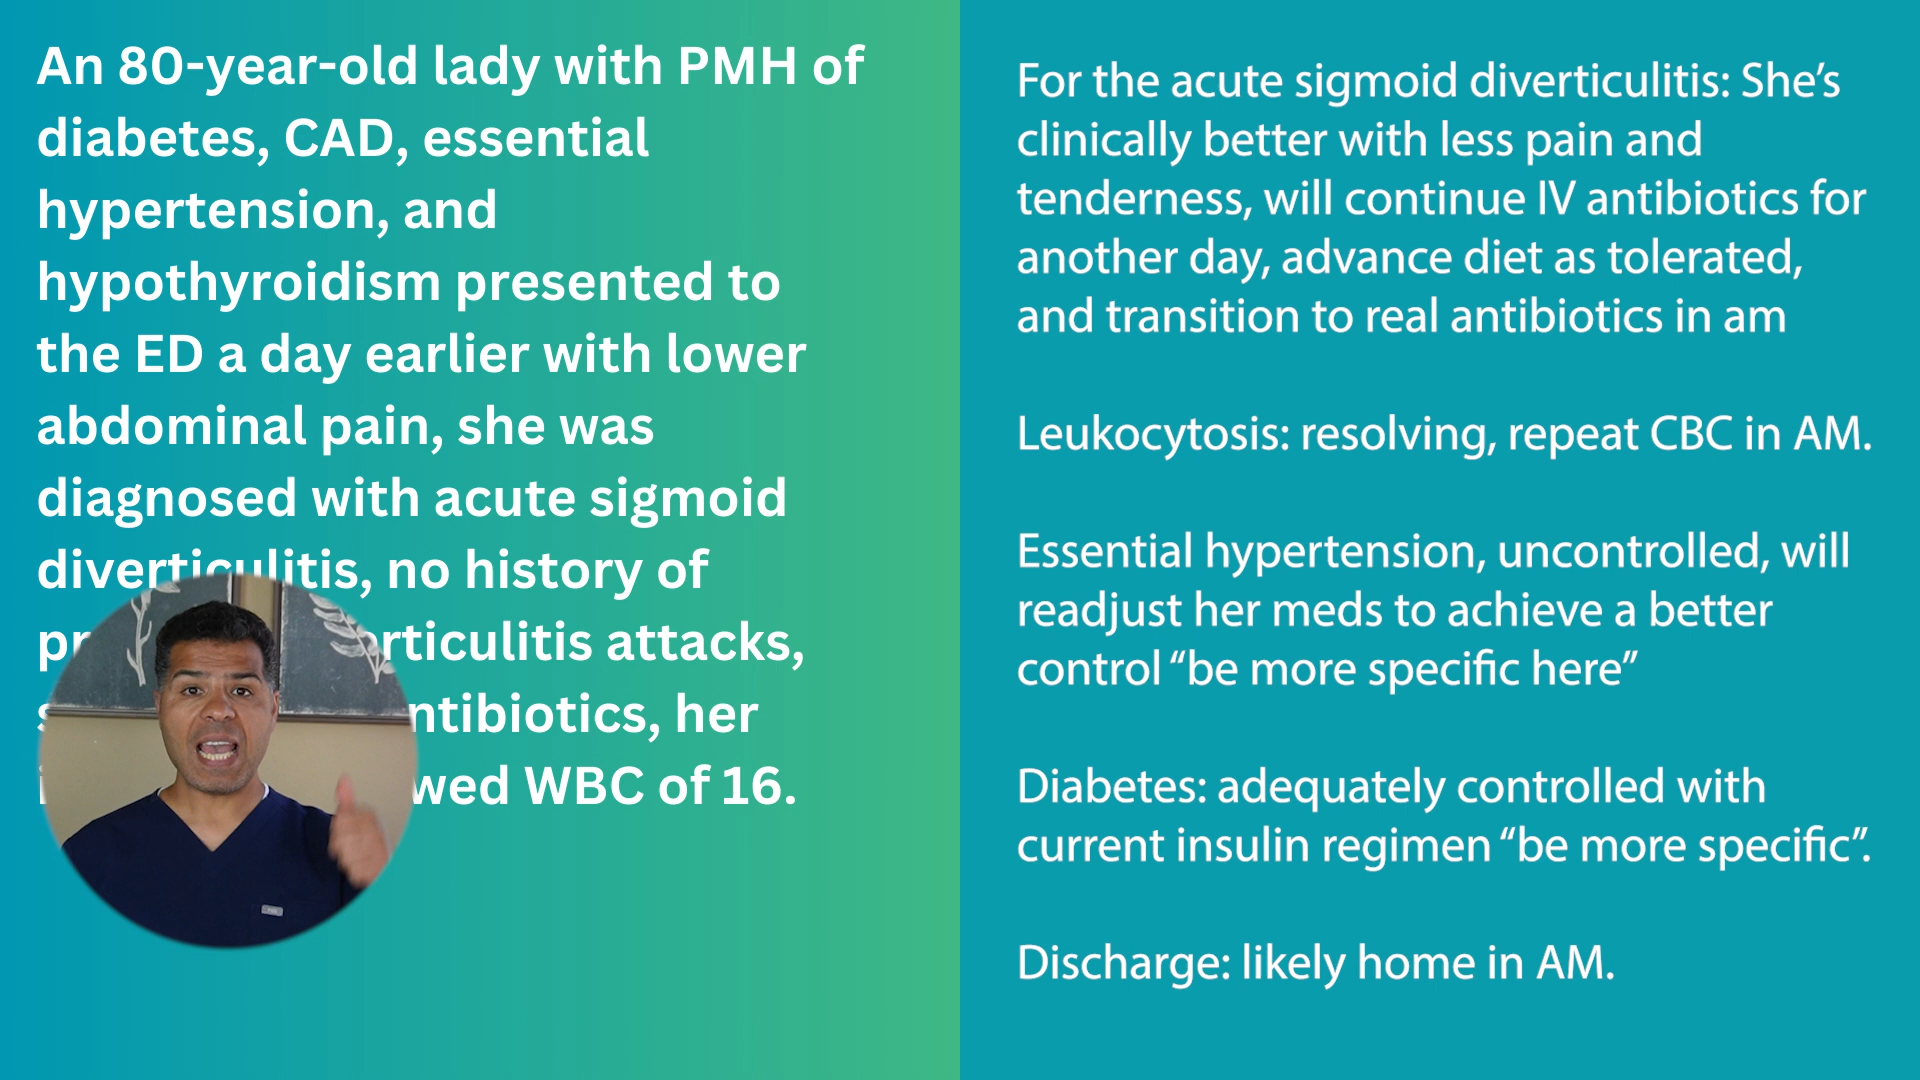 An 80-year-old lady with PMH of
diabetes, CAD, essential
hypertension, and
hypothyroidism presented to
the ED a day earlier with lower
abdominal pain, she was
diagnosed with acute sigmoid
diverticulitis, no history of
attacks,
her
WBC of 16.
For the acute sigmoid diverticulitis: She’s
clinically better with less pain and
tenderness, will continue IV antibiotics for
another day, advance diet as tolerated,
and transition to real antibiotics in am
Leukocytosis: resolving, repeat CBC in AM.
Essential hypertension, uncontrolled, will
readjust her meds to achieve a better
control “be more specific here”
Diabetes: adequately controlled with
current insulin regimen “be more specific”.
Discharge: likely home in AM.